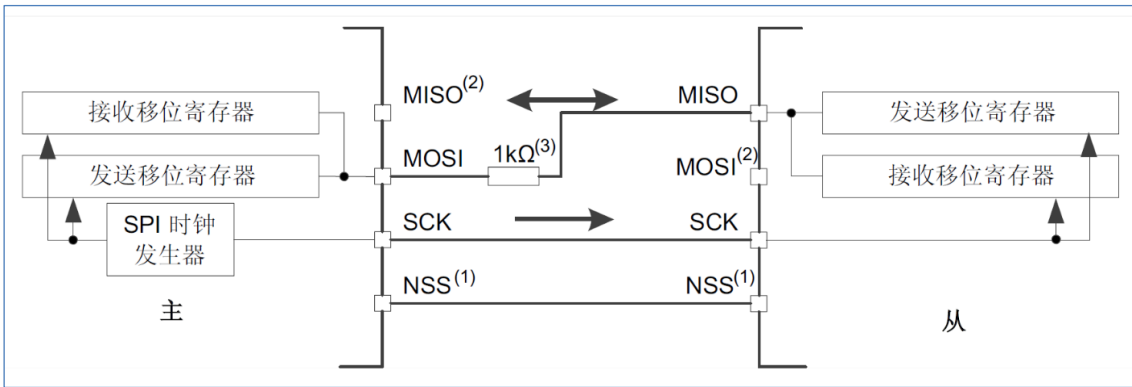 接收移位寄存器
发送移位寄存器
SPI 时钟
发生器
主
MISO(2)
MOSI
1kΩ(3)
SCK
NSS(1)
MISO
MOSI(2)
SCK
NSS(1)
发送移位寄存器
接收移位寄存器
从